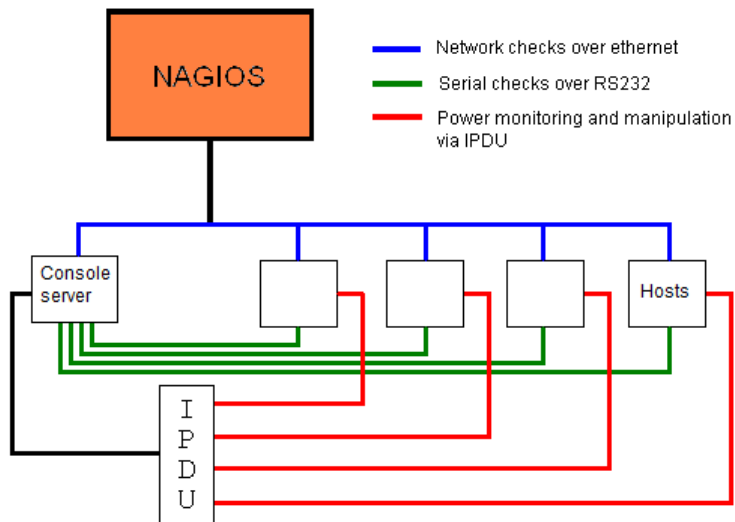 NAGIOS
Network checks over ethernet
Serial checks over RS232
Power monitoring and manipulation
via IPDU
Console
server
Hosts
I
P
D
U